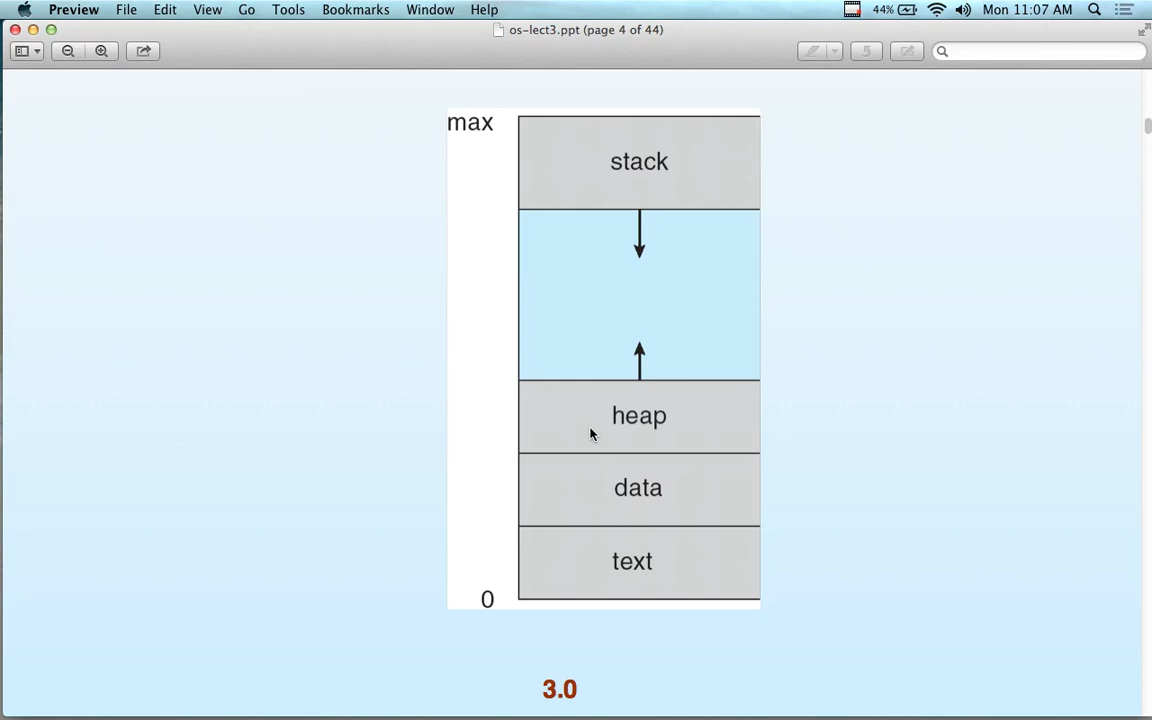 Preview File Edit View Go Tools Bookmarks Window Help 44% Mon 11:07 AM
os-lect3.ppt (page 4 of 44)
max
stack
heap
data
text
0
3.0